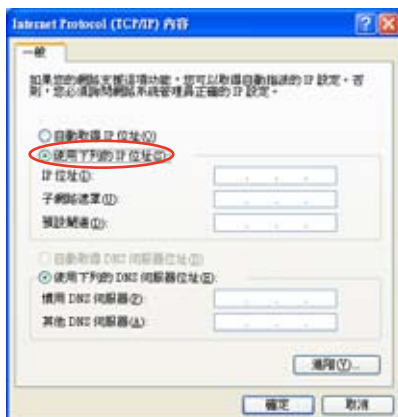 Internet Protocol (TCP/IP) 內容
一般
如果您的網路支援這項功能，您可以取得自動指派的 IP 設定。否
則，您必須詢問網路系統管理員正確的 IP 設定。
自動取得 IP 位址(O)
使用下列的 IP 位址(S):
IP 位址(I):
子網路遮罩(U):
預設閘道(D):
自動取得 DNS 伺服器位址(B)
使用下列的 DNS 伺服器位址(E):
慣用 DNS 伺服器(P):
其他 DNS 伺服器(A):
進階(V)...
確定
取消